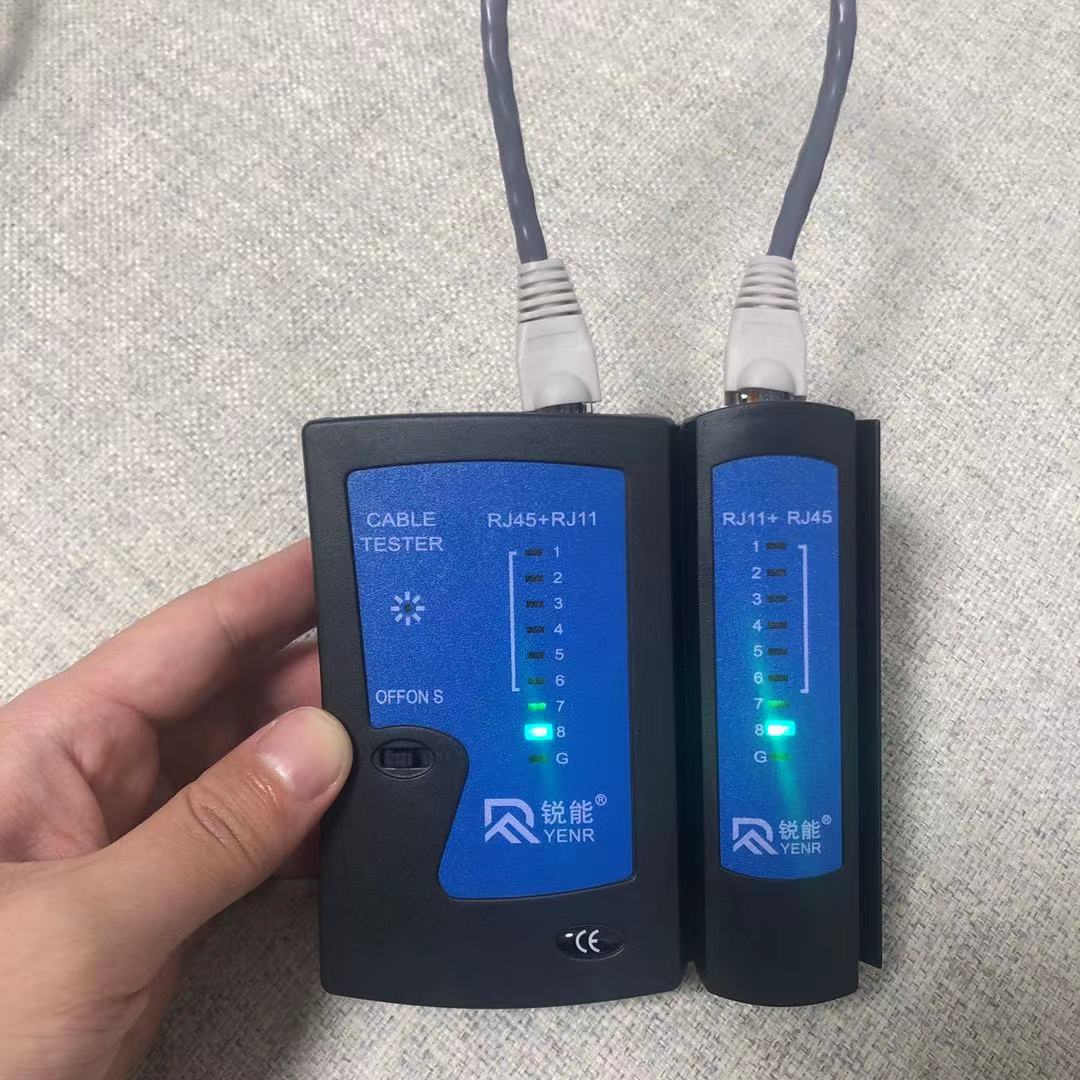 CABLE
TESTER
OFFON S
RJ45+RJ11
1
2
3
4
5
6
7
8
G
锐能®
YENR
CE
RJ11+ RJ45
1
2
3
4
5
6
7
8
G
锐能®
YENR